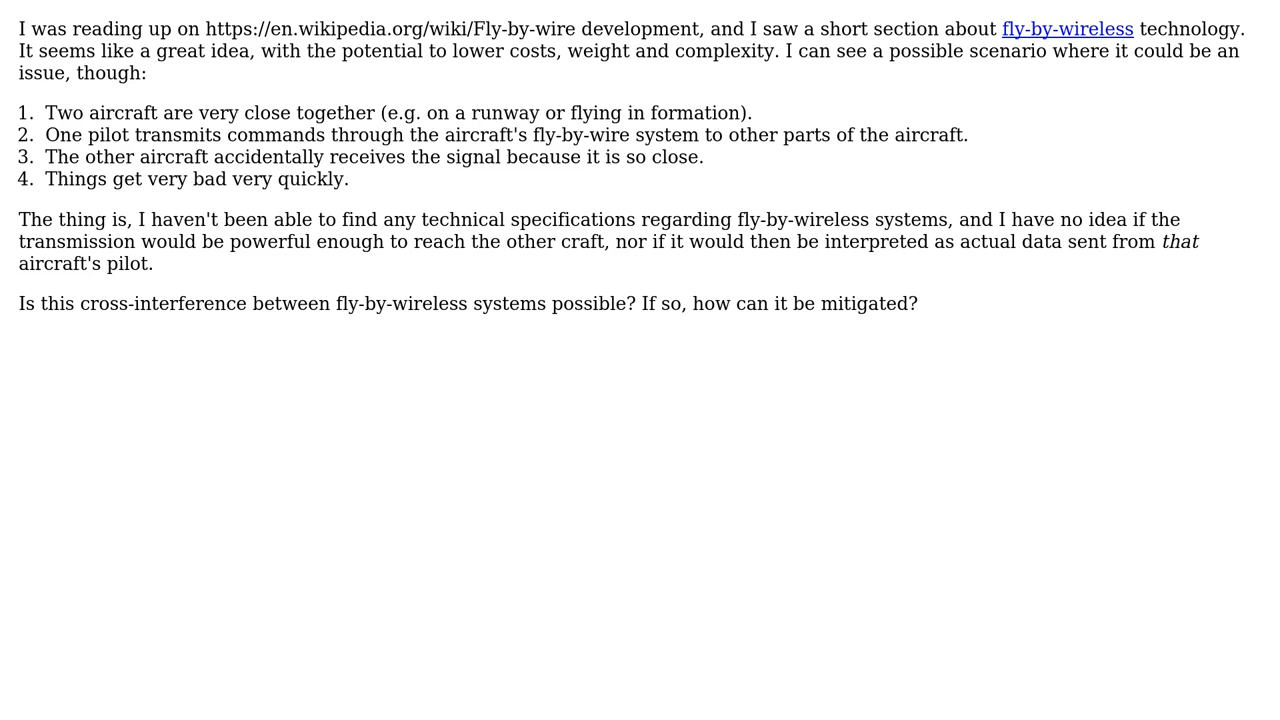 I was reading up on https://en.wikipedia.org/wiki/Fly-by-wire development, and I saw a short section about fly-by-wireless technology.
It seems like a great idea, with the potential to lower costs, weight and complexity. I can see a possible scenario where it could be an
issue, though:
1. Two aircraft are very close together (e.g. on a runway or flying in formation).
2. One pilot transmits commands through the aircraft's fly-by-wire system to other parts of the aircraft.
3. The other aircraft accidentally receives the signal because it is so close.
4. Things get very bad very quickly.
The thing is, I haven't been able to find any technical specifications regarding fly-by-wireless systems, and I have no idea if the
transmission would be powerful enough to reach the other craft, nor if it would then be interpreted as actual data sent from that
aircraft's pilot.
Is this cross-interference between fly-by-wireless systems possible? If so, how can it be mitigated?